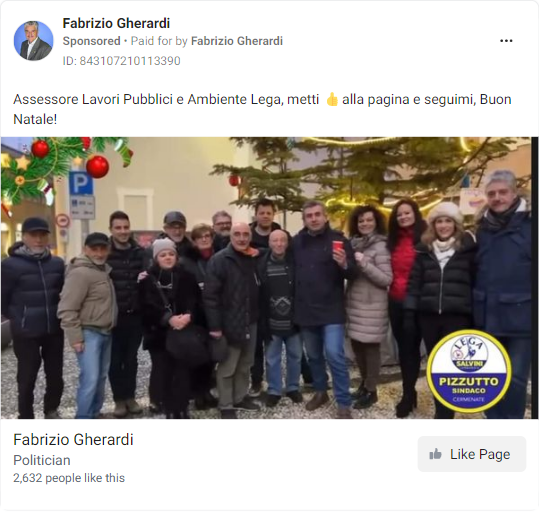 Fabrizio Gherardi
Sponsored • Paid for by Fabrizio Gherardi
ID: 843107210113390
Assessore Lavori Pubblici e Ambiente Lega, metti 👍 alla pagina e seguimi, Buon
Natale!
P
LEGA
SALVINI
PIZZUTTO
SINDACO
CERMENATE
Fabrizio Gherardi
Politician
2,632 people like this
Like Page